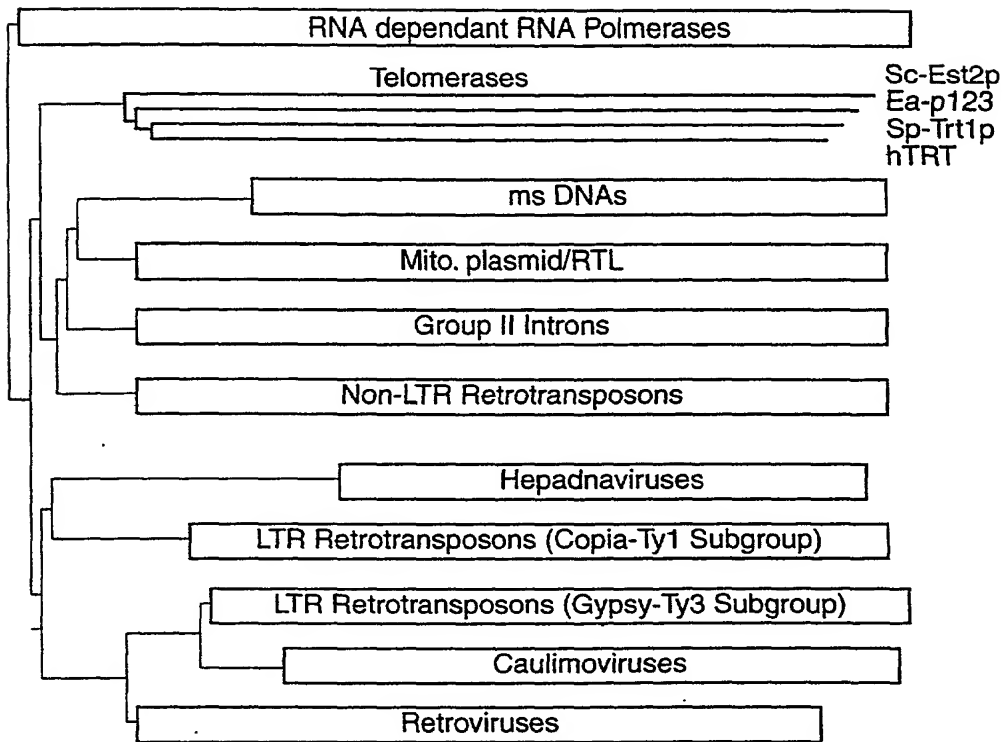 RNA dependant RNA Polmerases
Telomerases
Sc-Est2p
Ea-p123
Sp-Trt1p
hTRT
ms DNAs
Mito. plasmid/RTL
Group II Introns
Non-LTR Retrotransposons
Hepadnaviruses
LTR Retrotransposons (Copia-Ty1 Subgroup)
LTR Retrotransposons (Gypsy-Ty3 Subgroup)
Caulimoviruses
Retroviruses